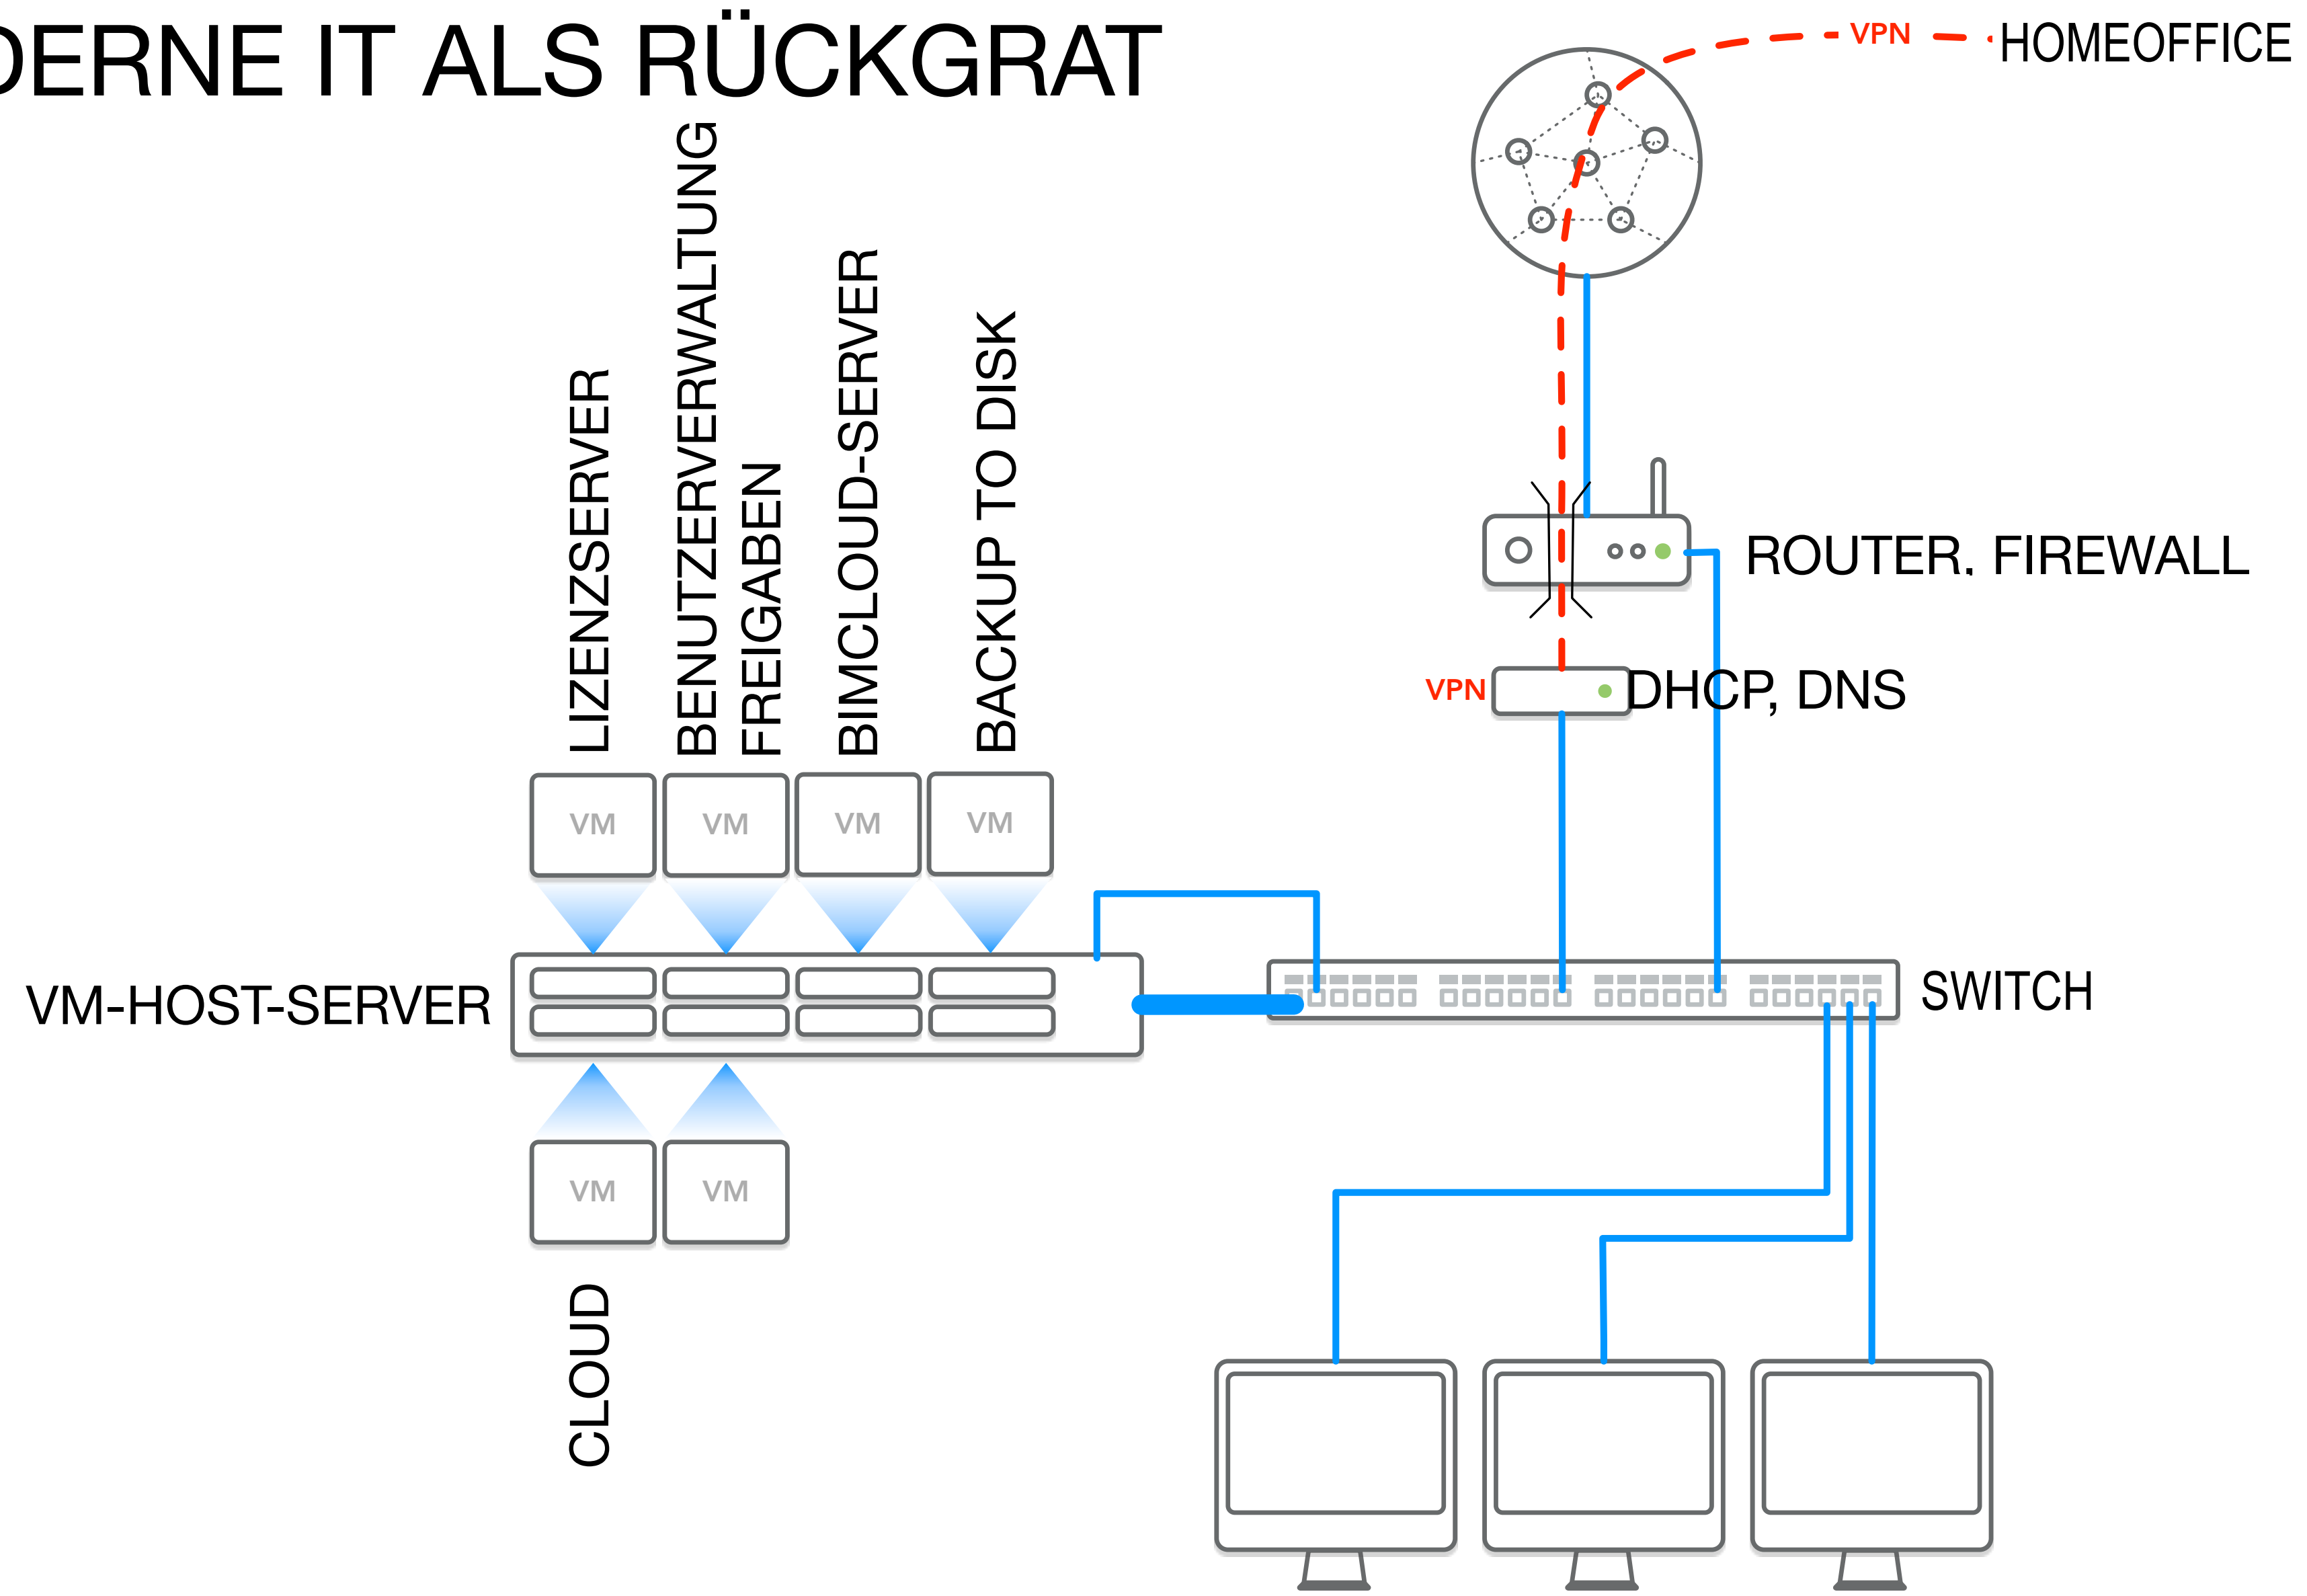 DERNE IT ALS RÜCKGRAT
VPN
HOMEOFFICE
LIZENZSERVER
BENUTZERVERWALTUNG
FREIGABEN
BIMCLOUD-SERVER
BACKUP TO DISK
ROUTER, FIREWALL
VPN
DHCP, DNS
VM
VM
VM
VM
VM-HOST-SERVER
SWITCH
VM
VM
CLOUD